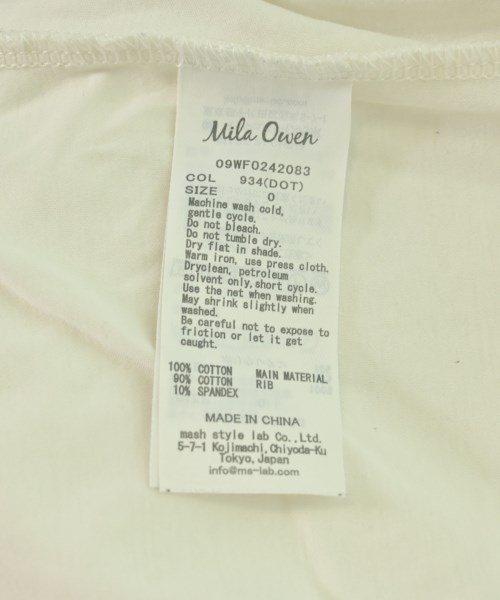 Mila Owen
09WF0242083
COL 934(DOT)
SIZE 0
Machine wash cold,
gentle cycle.
Do not bleach.
Do not tumble dry.
Dry flat in shade.
Warm iron, use press cloth.
Dryclean, petroleum
solvent only,short cycle.
Use the net when washing.
May shrink slightly when
washed.
Be careful not to expose to
friction or let it get
caught.
100% COTTON MAIN MATERIAL
90% COTTON RIB
10% SPANDEX
MADE IN CHINA
mash style lab Co.,Ltd.
5-7-1 Kojimachi,Chiyoda-Ku
Tokyo,Japan
info@ms-lab.com